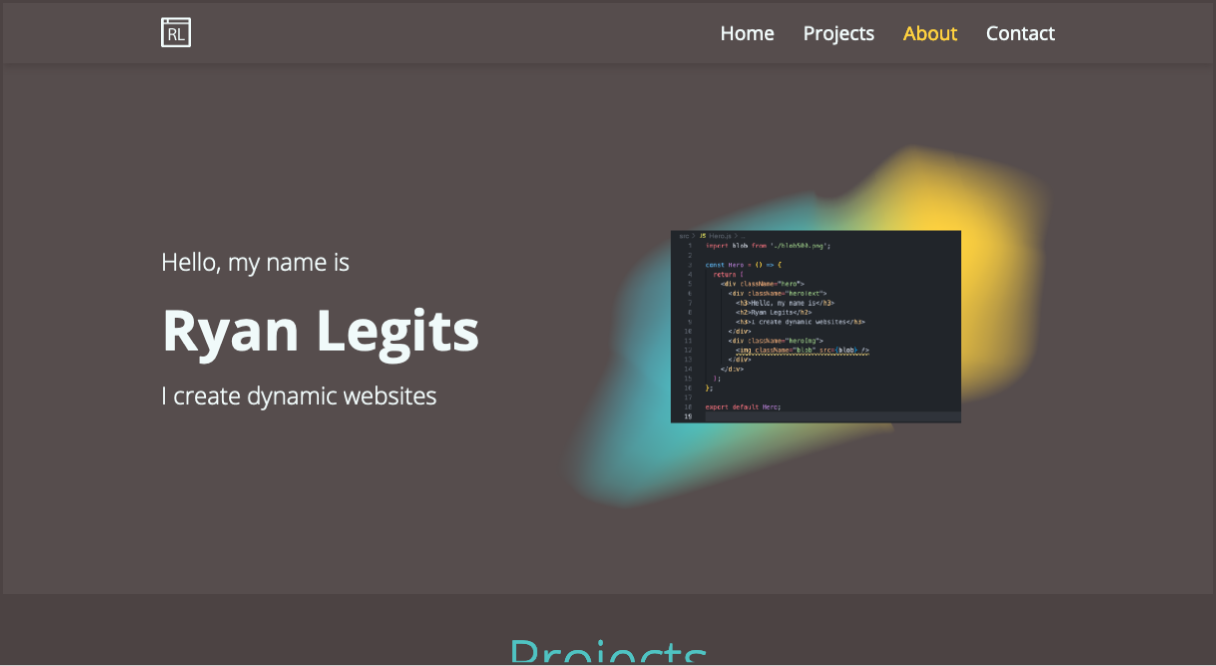 RL
Home Projects About Contact
Hello, my name is
Ryan Legits
I create dynamic websites
src > JS Hero.js > ...
1 import blob from "./blob500.png";
2
3 const Hero = () => {
4 return (
5 <div className="hero">
6 <div className="heroText">
7 <h3>Hello, my name is</h3>
8 <h2>Ryan Legits</h2>
9 <h3>I create dynamic websites</h3>
10 </div>
11 <div className="heroImg">
12 <img className="blob" src={blob} />
13 </div>
14 </div>
15 );
16 };
17
18 export default Hero;
19
Projects